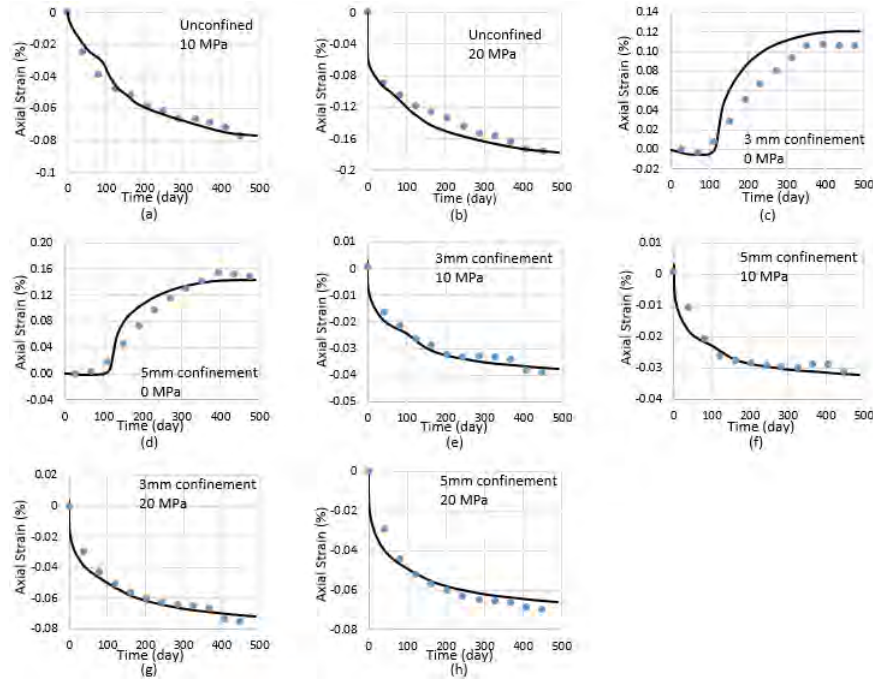 0
-0.02
-0.04
-0.06
-0.08
-0.1
Axial Strain (%)
Unconfined
10 MPa
0 100 200 300 400 500
Time (day)
(a)
0
-0.04
-0.08
-0.12
-0.16
-0.2
Axial Strain (%)
Unconfined
20 MPa
0 100 200 300 400 500
Time (day)
(b)
0.14
0.12
0.10
0.08
0.06
0.04
0.02
0.00
-0.02
Axial Strain (%)
3 mm confinement
0 MPa
0 100 200 300 400 500
Time (day)
(c)
0.20
0.16
0.12
0.08
0.04
0.00
-0.04
Axial Strain (%)
5mm confinement
0 MPa
0 100 200 300 400 500
Time (day)
(d)
0.01
0
-0.01
-0.02
-0.03
-0.04
-0.05
Axial Strain (%)
3mm confinement
10 MPa
0 100 200 300 400 500
Time (day)
(e)
0.01
0
-0.01
-0.02
-0.03
-0.04
Axial Strain (%)
5mm confinement
10 MPa
0 100 200 300 400 500
Time (day)
(f)
0.02
0
-0.02
-0.04
-0.06
-0.08
Axial Strain (%)
3mm confinement
20 MPa
0 100 200 300 400 500
Time (day)
(g)
0
-0.02
-0.04
-0.06
-0.08
Axial Strain (%)
5mm confinement
20 MPa
0 100 200 300 400 500
Time (day)
(h)